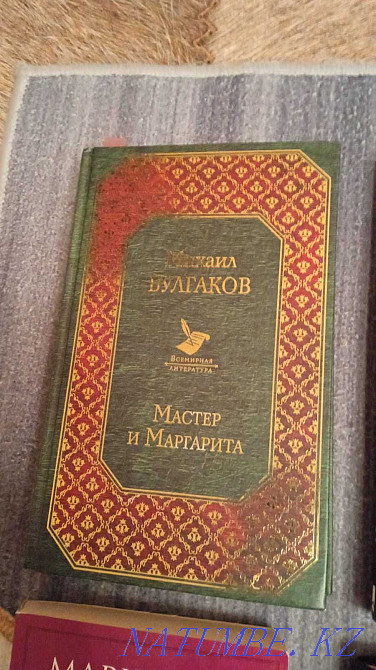 Михаил
БУЛГАКОВ
ВСЕМИРНАЯ
ЛИТЕРАТУРА
МАСТЕР
И МАРГАРИТА
NATUMBE.KZ